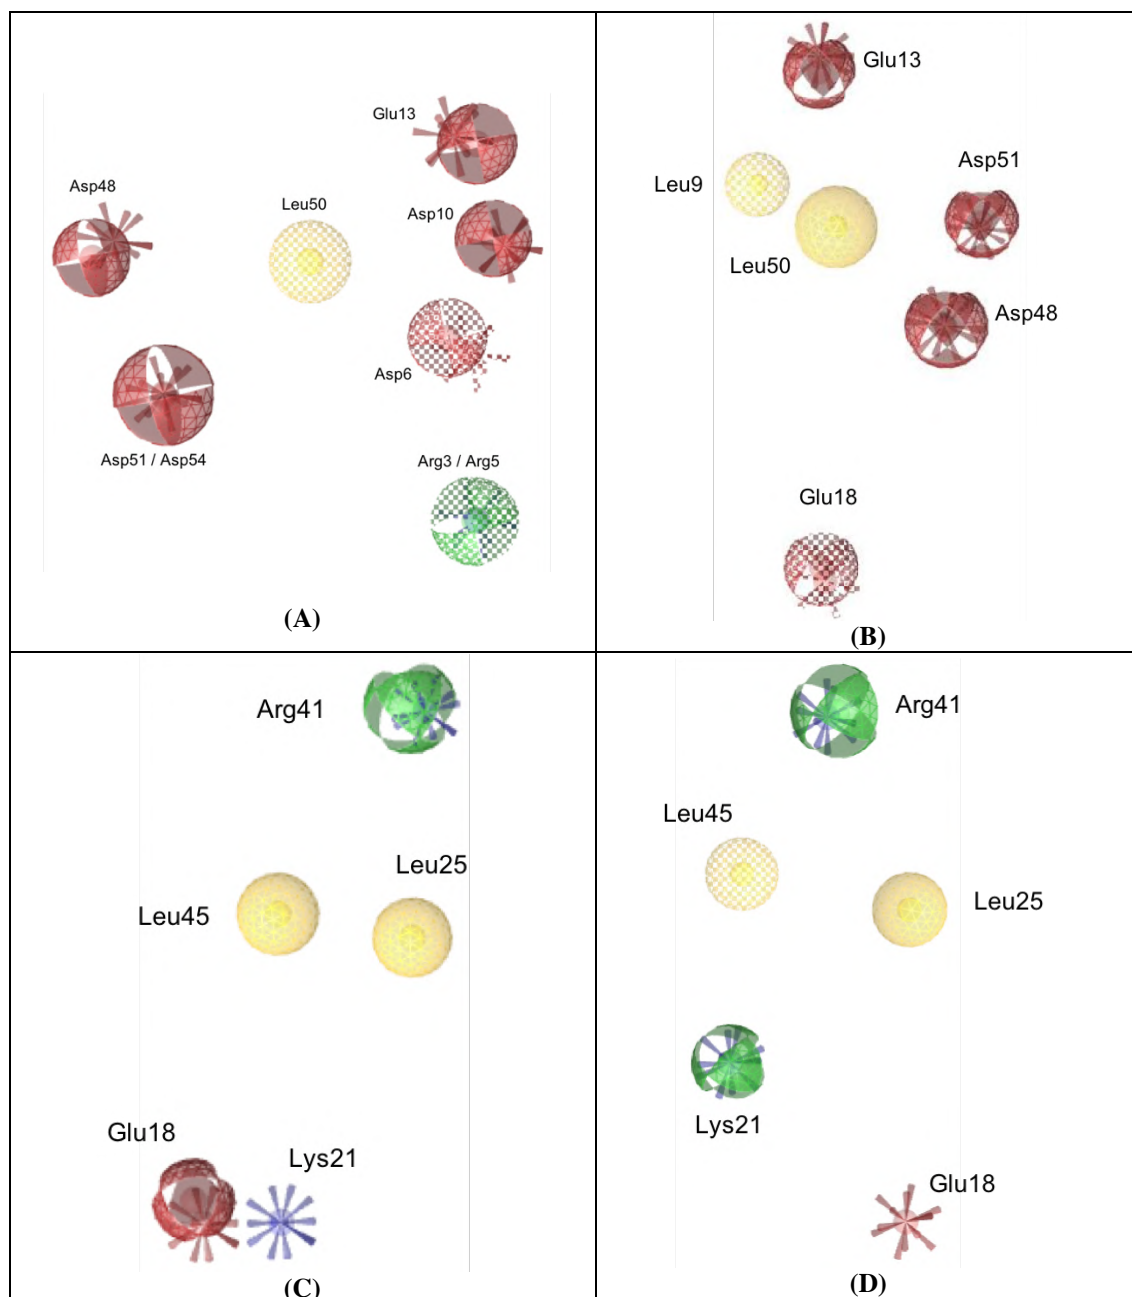 Glu13
Asp48
Leu50
Asp10
Asp6
Asp51 / Asp54
Arg3 / Arg5
(A)
Glu13
Asp51
Leu9
Leu50
Asp48
Glu18
(B)
Arg41
Leu25
Leu45
Glu18
Lys21
(C)
Arg41
Leu45
Leu25
Lys21
Glu18
(D)